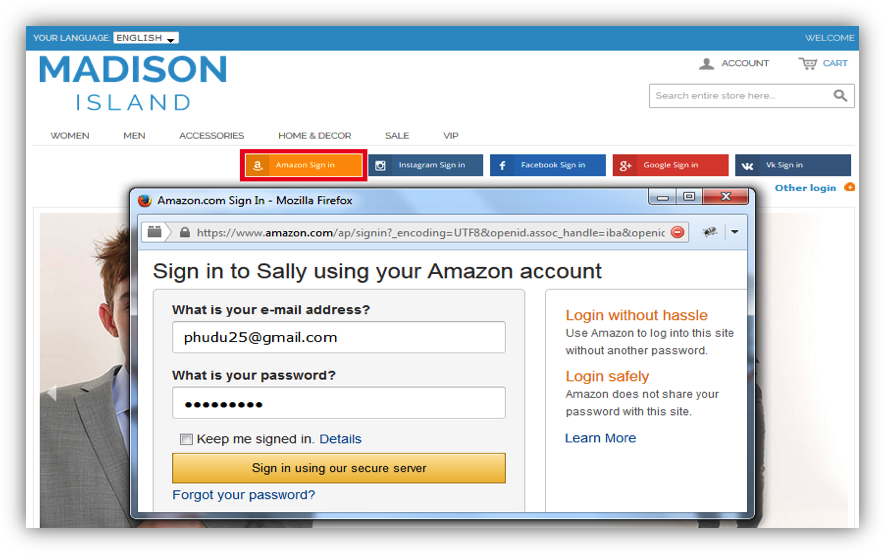 YOUR LANGUAGE: ENGLISH
WELCOME
MADISON
ISLAND
ACCOUNT
CART
Search entire store here...
WOMEN MEN ACCESSORIES HOME & DECOR SALE VIP
a Amazon Sign in
Instagram Sign in
f Facebook Sign in
g+ Google Sign in
Vk Sign in
Other login
Amazon.com Sign In - Mozilla Firefox
https://www.amazon.com/ap/signin?_encoding=UTF8&openid.assoc_handle=iba&openic
Sign in to Sally using your Amazon account
What is your e-mail address?
phudu25@gmail.com
What is your password?
Keep me signed in. Details
Sign in using our secure server
Forgot your password?
Login without hassle
Use Amazon to log into this site
without another password.
Login safely
Amazon does not share your
password with this site.
Learn More